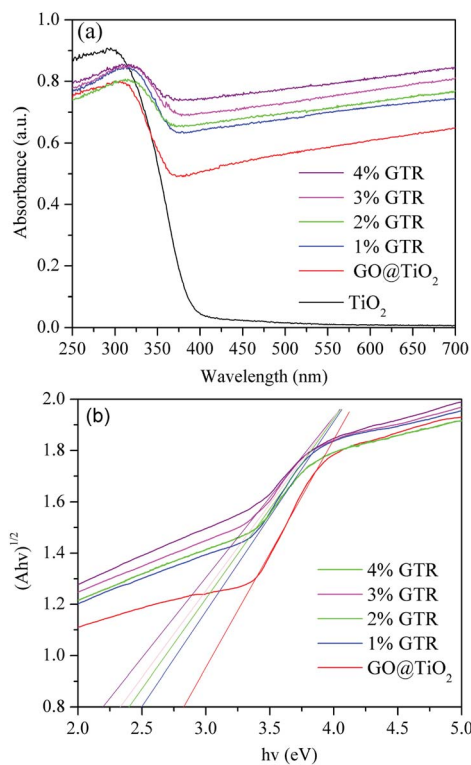 (a)
1.0
0.8
0.6
0.4
0.2
0.0
Absorbance (a.u.)
4% GTR
3% GTR
2% GTR
1% GTR
GO@TiO₂
TiO₂
250 300 350 400 450 500 550 600 650 700
Wavelength (nm)
(b)
2.0
1.8
1.6
1.4
1.2
1.0
0.8
(Ahv)¹/²
4% GTR
3% GTR
2% GTR
1% GTR
GO@TiO₂
2.0 2.5 3.0 3.5 4.0 4.5 5.0
hv (eV)